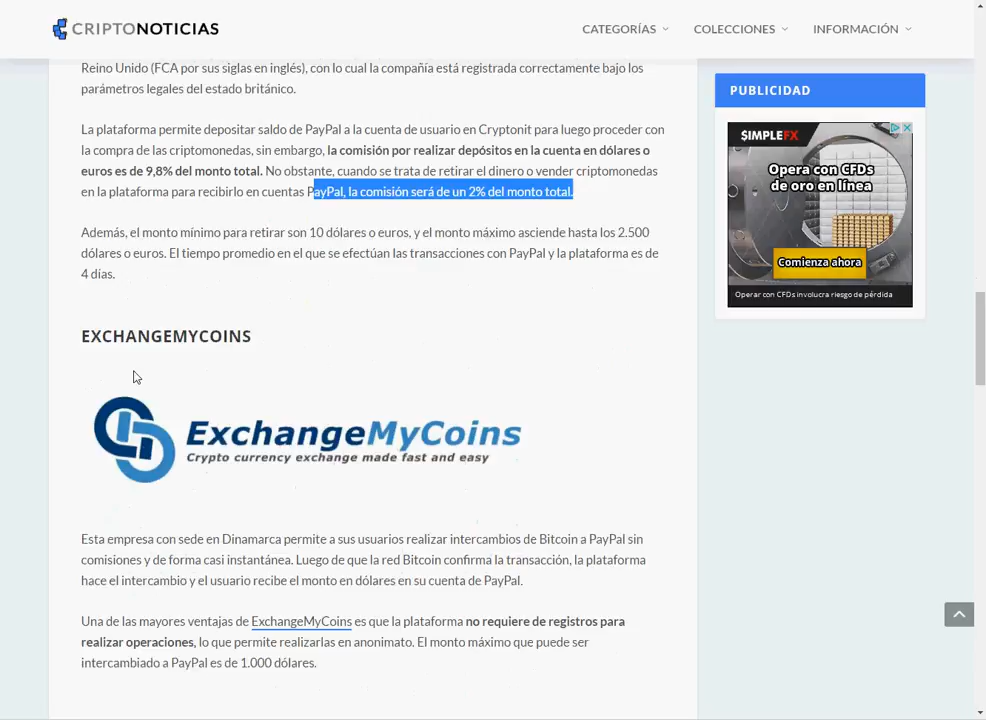 CRIPTONOTICIAS
CATEGORÍAS
COLECCIONES
INFORMACIÓN
Reino Unido (FCA por sus siglas en inglés), con lo cual la compañía está registrada correctamente bajo los
parámetros legales del estado británico.
La plataforma permite depositar saldo de PayPal a la cuenta de usuario en Cryptonit para luego proceder con
la compra de las criptomonedas, sin embargo, la comisión por realizar depósitos en la cuenta en dólares o
euros es de 9,8% del monto total. No obstante, cuando se trata de retirar el dinero o vender criptomonedas
en la plataforma para recibirlo en cuentas PayPal, la comisión será de un 2% del monto total.
Además, el monto mínimo para retirar son 10 dólares o euros, y el monto máximo asciende hasta los 2.500
dólares o euros. El tiempo promedio en el que se efectúan las transacciones con PayPal y la plataforma es de
4 días.
EXCHANGEMYCOINS
ExchangeMyCoins
Crypto currency exchange made fast and easy
Esta empresa con sede en Dinamarca permite a sus usuarios realizar intercambios de Bitcoin a PayPal sin
comisiones y de forma casi instantánea. Luego de que la red Bitcoin confirma la transacción, la plataforma
hace el intercambio y el usuario recibe el monto en dólares en su cuenta de PayPal.
Una de las mayores ventajas de ExchangeMyCoins es que la plataforma no requiere de registros para
realizar operaciones, lo que permite realizarlas en anonimato. El monto máximo que puede ser
intercambiado a PayPal es de 1.000 dólares.
PUBLICIDAD
SIMPLEFX
Opera con CFDs
de oro en línea
Comienza ahora
Operar con CFDs involucra riesgo de pérdida